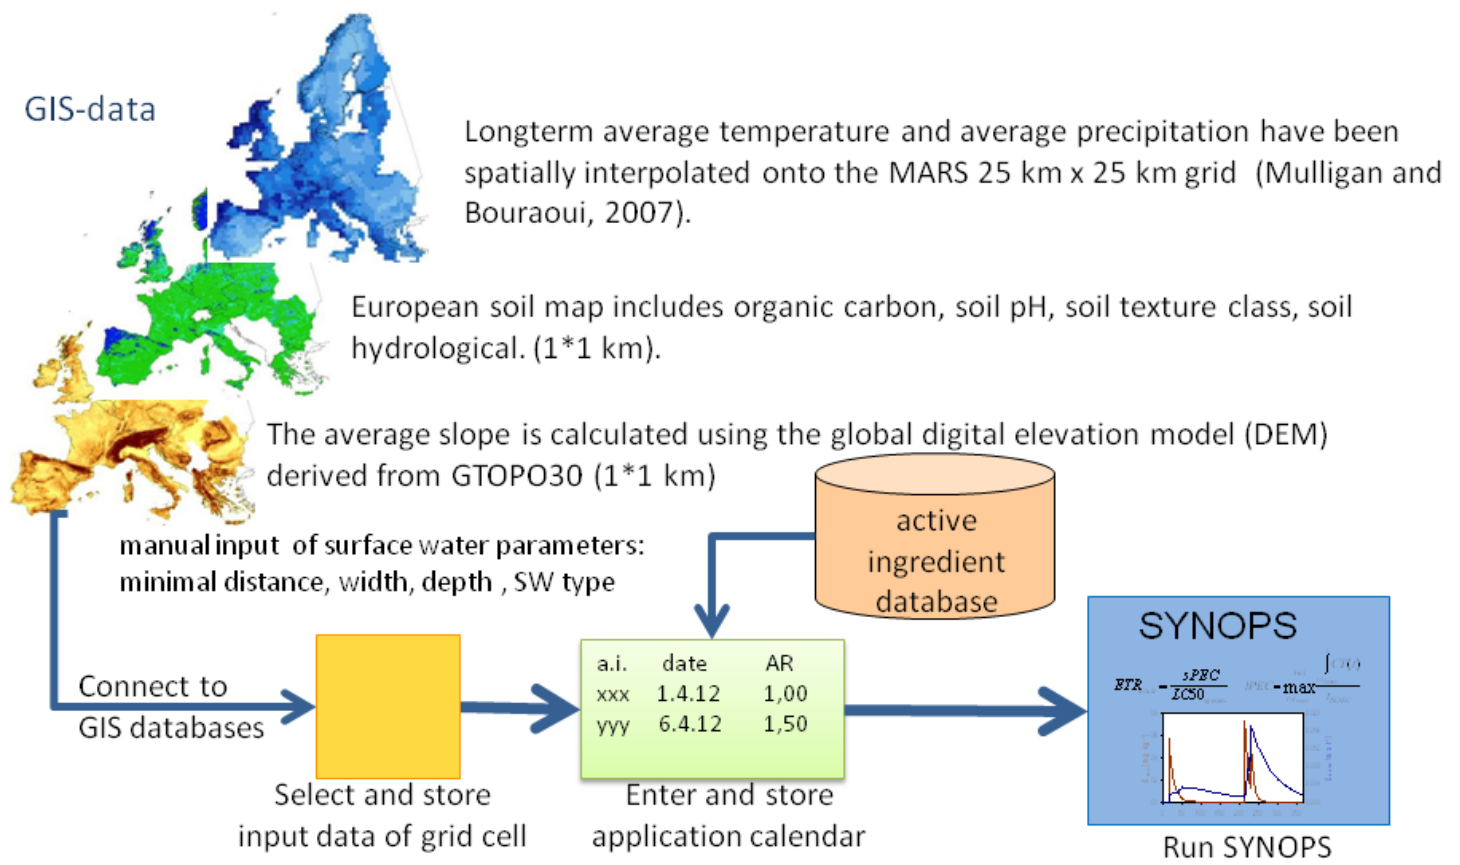 GIS-data
Longterm average temperature and average precipitation have been
spatially interpolated onto the MARS 25 km x 25 km grid (Mulligan and
Bouraoui, 2007).
European soil map includes organic carbon, soil pH, soil texture class, soil
hydrological. (1*1 km).
The average slope is calculated using the global digital elevation model (DEM)
derived from GTOPO30 (1*1 km)
manual input of surface water parameters:
minimal distance, width, depth , SW type
active
ingredient
database
Connect to
GIS databases
Select and store
input data of grid cell
a.i. date AR
xxx 1.4.12 1,00
yyy 6.4.12 1,50
Enter and store
application calendar
SYNOPS
ETR = sPEC / LC50
max
Run SYNOPS